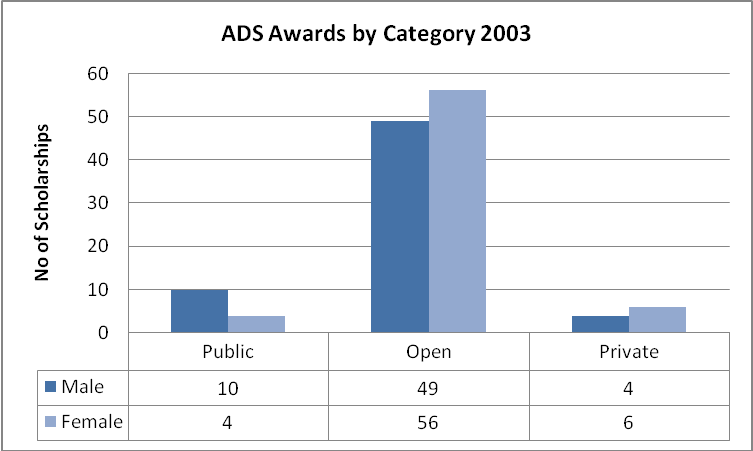 ADS Awards by Category 2003
No of Scholarships
60
50
40
30
20
10
0
Public Open Private
Male 10 49 4
Female 4 56 6